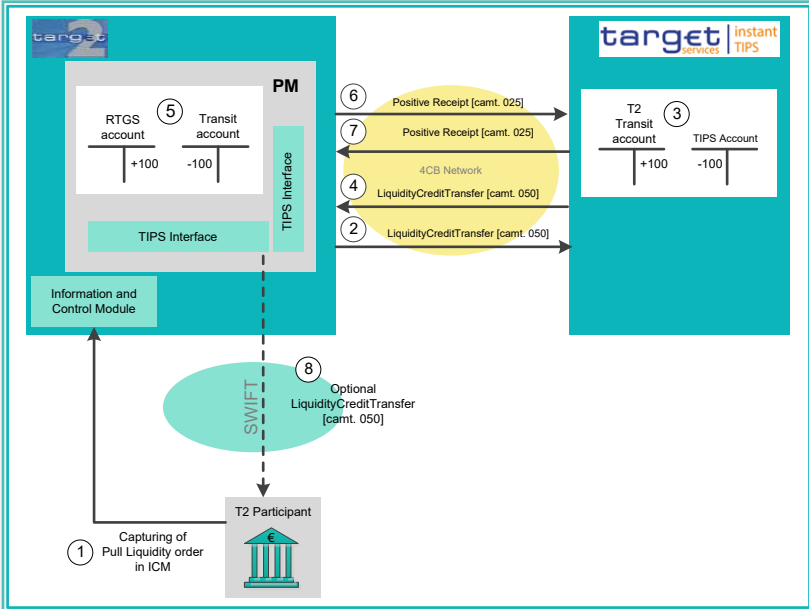 target
2
target
services
instant
TIPS
PM
RTGS
account
5
Transit
account
+100
-100
TIPS Interface
TIPS Interface
Information and
Control Module
6
Positive Receipt [camt. 025]
7
Positive Receipt [camt. 025]
4CB Network
4
LiquidityCreditTransfer [camt. 050]
2
LiquidityCreditTransfer [camt. 050]
T2
Transit
account
3
TIPS Account
+100
-100
8
Optional
LiquidityCreditTransfer
[camt. 050]
SWIFT
T2 Participant
€
1
Capturing of
Pull Liquidity order
in ICM